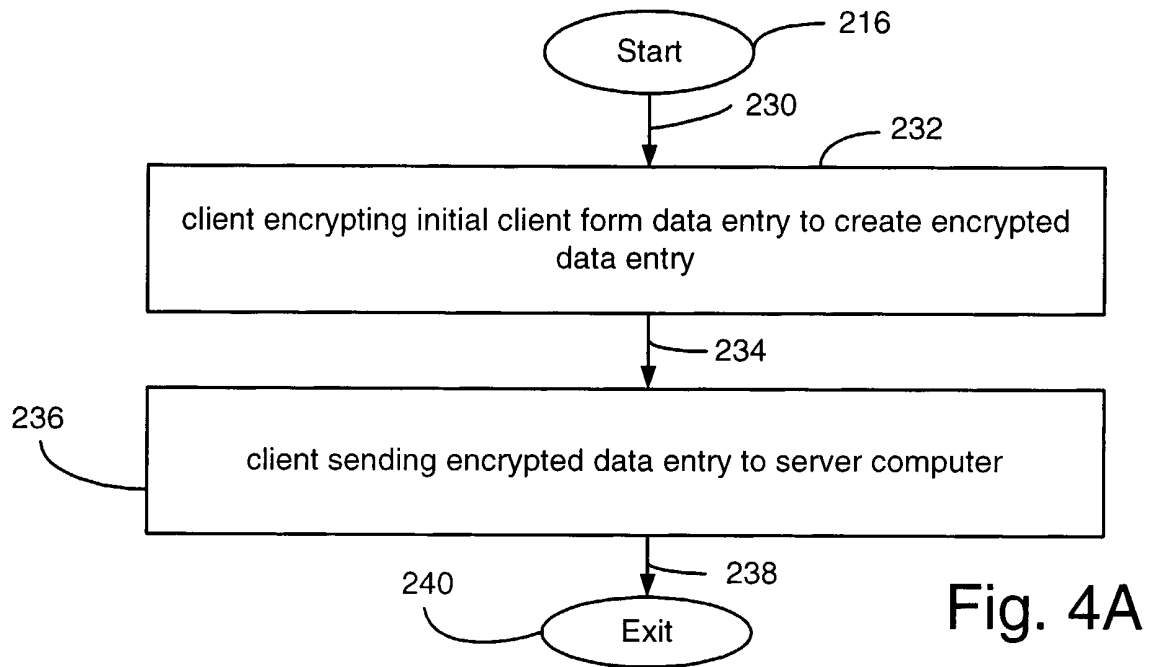 216
Start
230
232
client encrypting initial client form data entry to create encrypted
data entry
234
236
client sending encrypted data entry to server computer
238
240
Exit
Fig. 4A